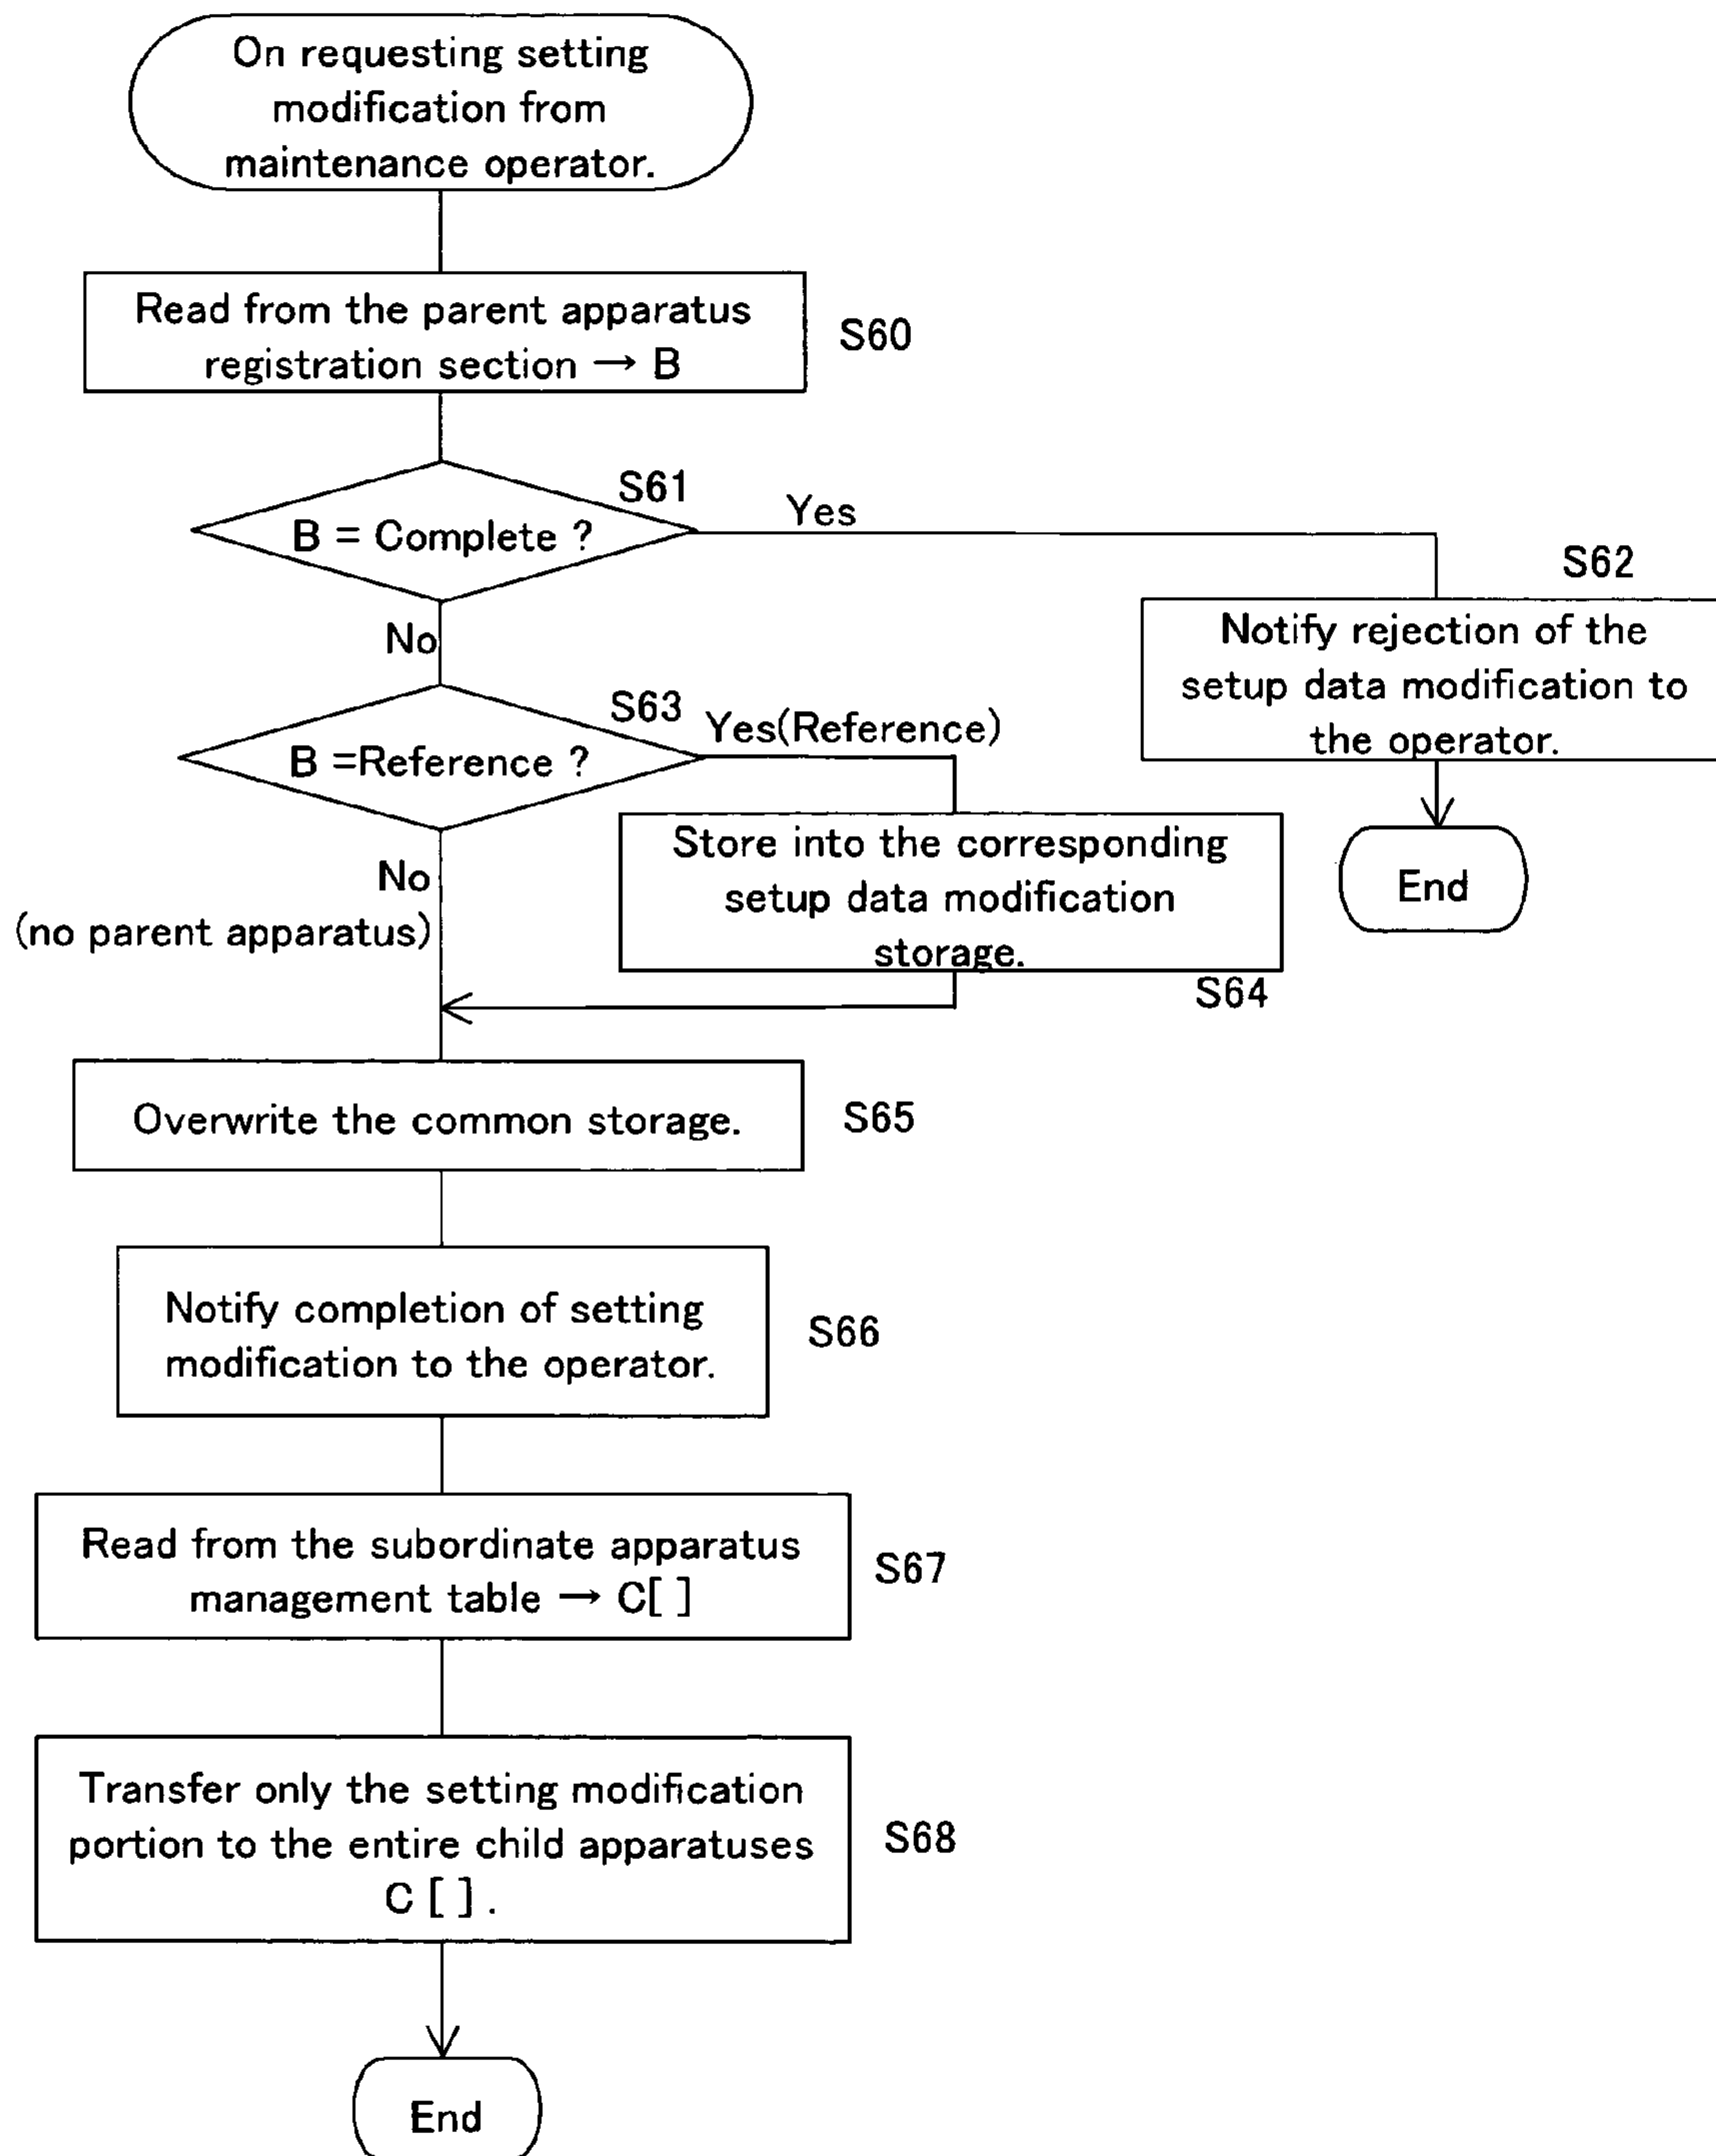 On requesting setting
modification from
maintenance operator.
Read from the parent apparatus
registration section → B
S60
S61
B = Complete ?
Yes
No
S62
Notify rejection of the
setup data modification to
the operator.
End
S63
B =Reference ?
Yes(Reference)
No
(no parent apparatus)
Store into the corresponding
setup data modification
storage.
S64
Overwrite the common storage.
S65
Notify completion of setting
modification to the operator.
S66
Read from the subordinate apparatus
management table → C[ ]
S67
Transfer only the setting modification
portion to the entire child apparatuses
C [ ] .
S68
End